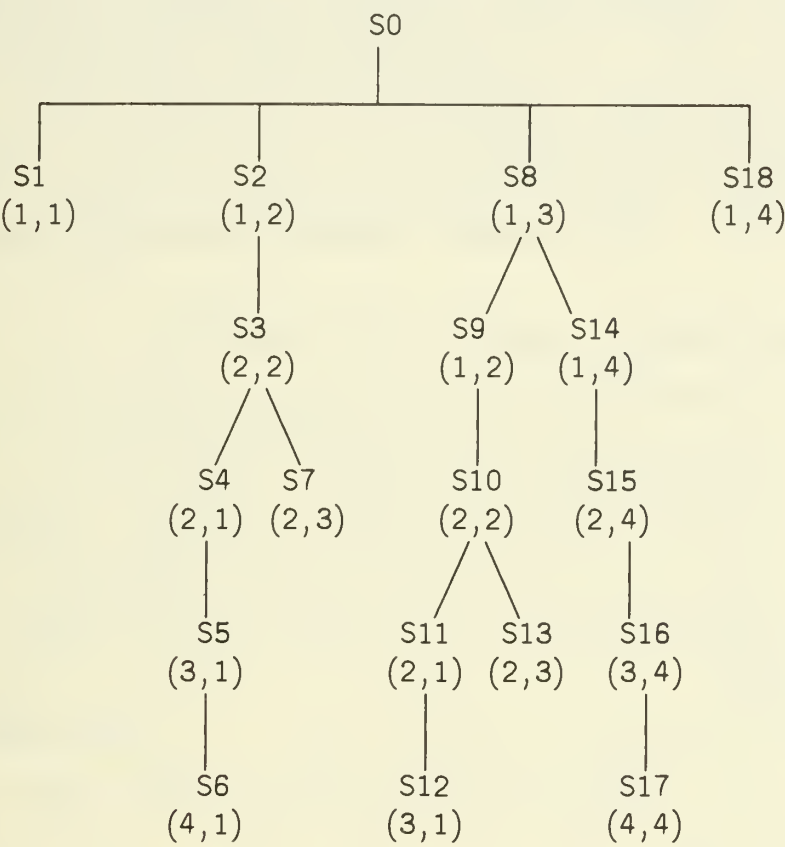 S0
S1 S2 S8 S18
(1,1) (1,2) (1,3) (1,4)
S3 S9 S14
(2,2) (1,2) (1,4)
S4 S7 S10 S15
(2,1) (2,3) (2,2) (2,4)
S5 S11 S13 S16
(3,1) (2,1) (2,3) (3,4)
S6 S12 S17
(4,1) (3,1) (4,4)